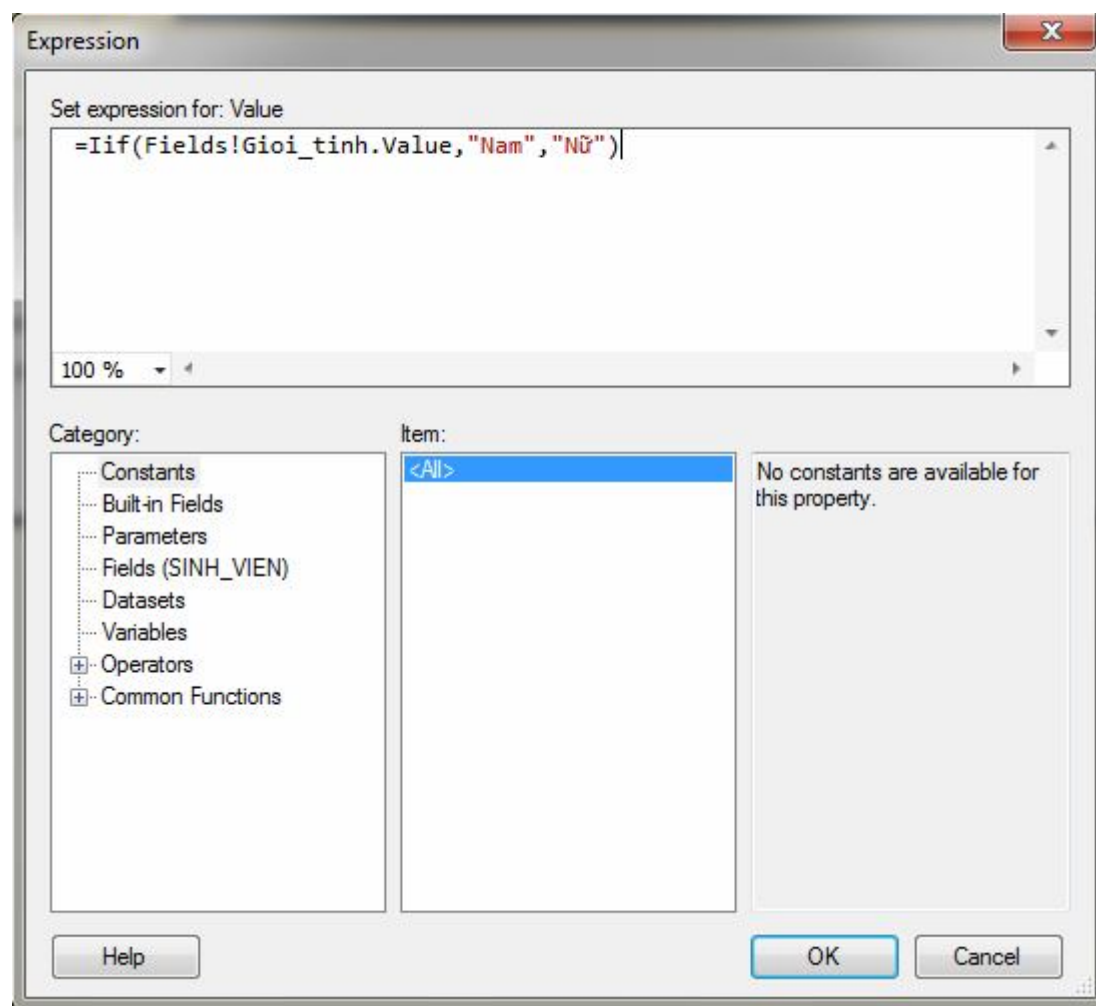 Expression
Set expression for: Value
=Iif(Fields!Gioi_tinh.Value,"Nam","Nữ")
100 %
Category:
Item:
Constants
Built-in Fields
Parameters
Fields (SINH_VIEN)
Datasets
Variables
Operators
Common Functions
<All>
No constants are available for
this property.
Help
OK
Cancel